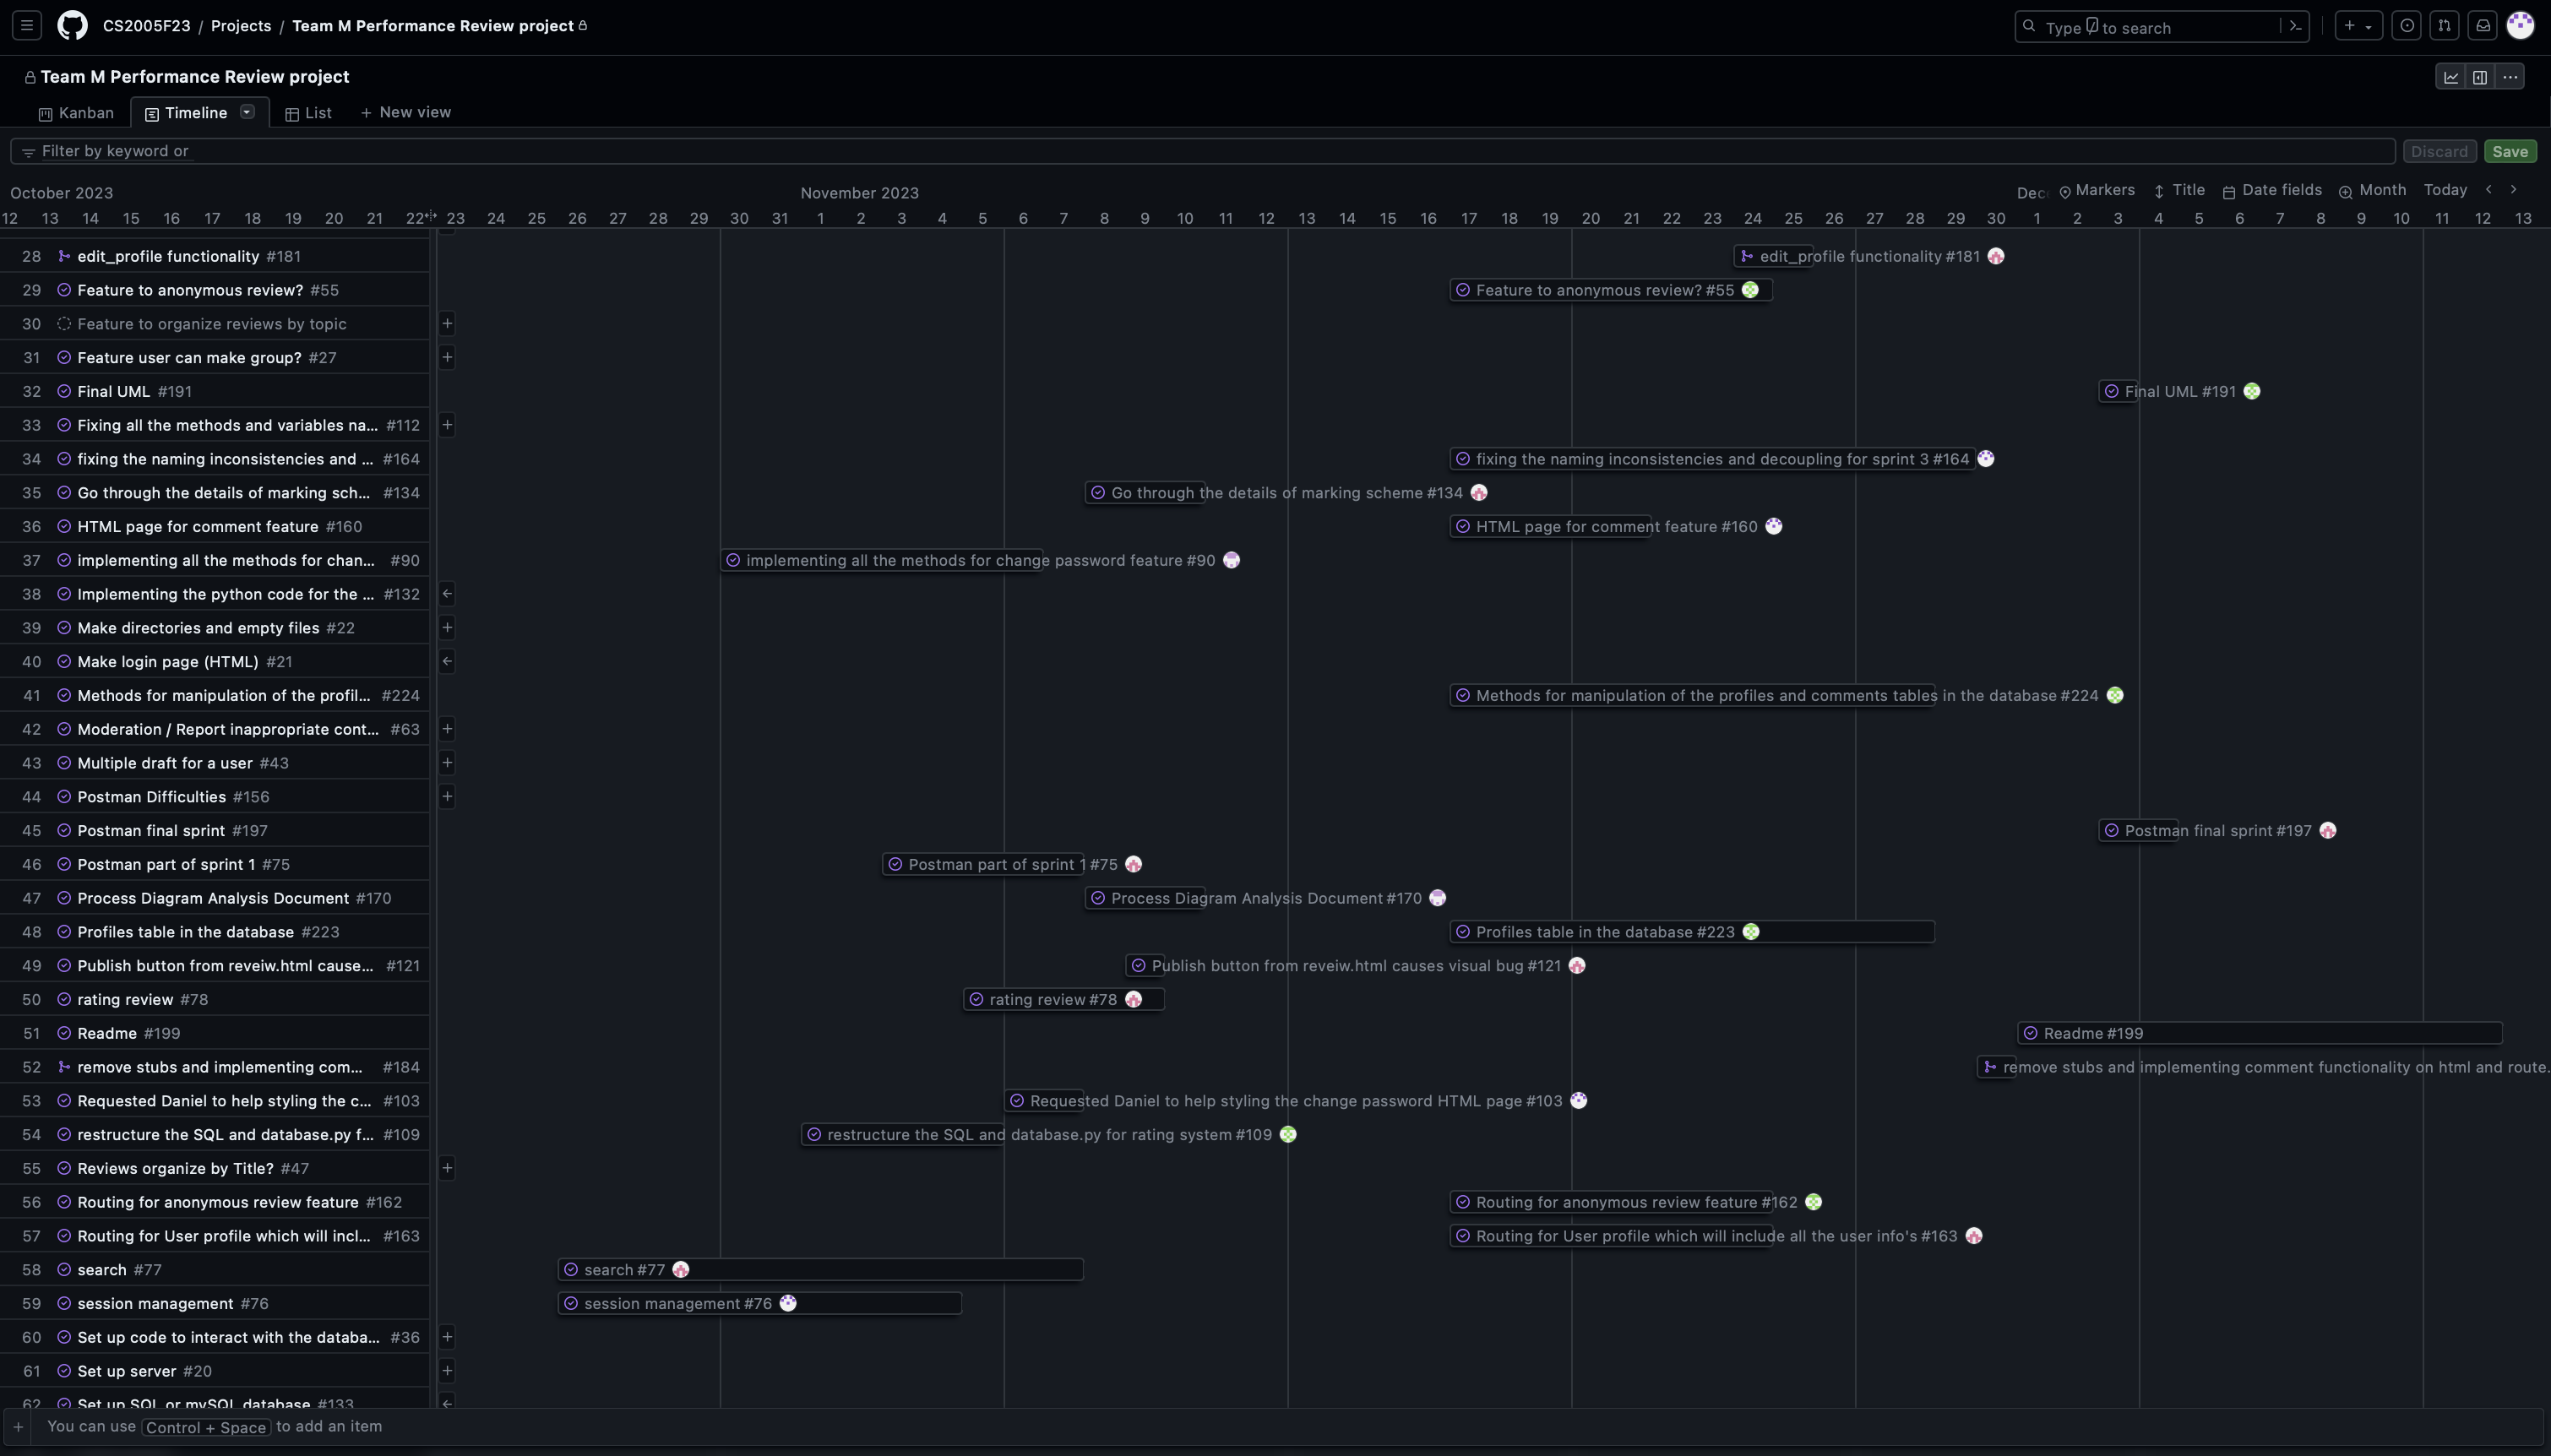 CS2005F23 / Projects / Team M Performance Review project
Type / to search
Team M Performance Review project
Kanban Timeline List + New view
Filter by keyword or
Discard Save
October 2023 November 2023 Markers Title Date fields Month Today
12 13 14 15 16 17 18 19 20 21 22 23 24 25 26 27 28 29 30 31 1 2 3 4 5 6 7 8 9 10 11 12 13 14 15 16 17 18 19 20 21 22 23 24 25 26 27 28 29 30 1 2 3 4 5 6 7 8 9 10 11 12 13
28 edit_profile functionality #181 edit_profile functionality #181
29 Feature to anonymous review? #55 Feature to anonymous review? #55
30 Feature to organize reviews by topic +
31 Feature user can make group? #27 +
32 Final UML #191 Final UML #191
33 Fixing all the methods and variables na... #112 +
34 fixing the naming inconsistencies and ... #164 fixing the naming inconsistencies and decoupling for sprint 3 #164
35 Go through the details of marking sch... #134 Go through the details of marking scheme #134
36 HTML page for comment feature #160 HTML page for comment feature #160
37 implementing all the methods for chan... #90 implementing all the methods for change password feature #90
38 Implementing the python code for the ... #132 ←
39 Make directories and empty files #22 +
40 Make login page (HTML) #21 ←
41 Methods for manipulation of the profil... #224 Methods for manipulation of the profiles and comments tables in the database #224
42 Moderation / Report inappropriate cont... #63 +
43 Multiple draft for a user #43 +
44 Postman Difficulties #156 +
45 Postman final sprint #197 Postman final sprint #197
46 Postman part of sprint 1 #75 Postman part of sprint 1 #75
47 Process Diagram Analysis Document #170 Process Diagram Analysis Document #170
48 Profiles table in the database #223 Profiles table in the database #223
49 Publish button from reveiw.html cause... #121 Publish button from reveiw.html causes visual bug #121
50 rating review #78 rating review #78
51 Readme #199 Readme #199
52 remove stubs and implementing com... #184 remove stubs and implementing comment functionality on html and route.
53 Requested Daniel to help styling the c... #103 Requested Daniel to help styling the change password HTML page #103
54 restructure the SQL and database.py f... #109 restructure the SQL and database.py for rating system #109
55 Reviews organize by Title? #47 +
56 Routing for anonymous review feature #162 Routing for anonymous review feature #162
57 Routing for User profile which will incl... #163 Routing for User profile which will include all the user info's #163
58 search #77 search #77
59 session management #76 session management #76
60 Set up code to interact with the databa... #36 +
61 Set up server #20 +
62 Set up SQL or mySQL database #133 ←
+ You can use Control + Space to add an item